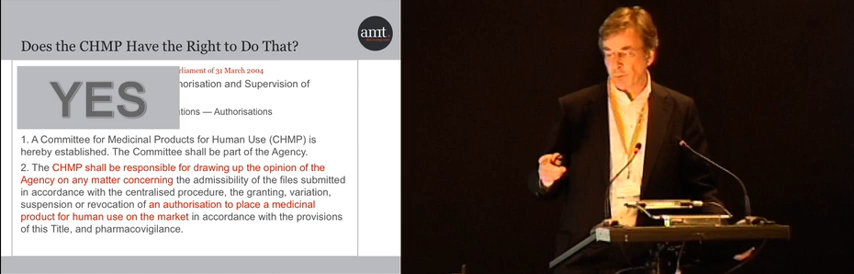 Does the CHMP Have the Right to Do That?
amt
rliament of 31 March 2004
horisation and Supervision of
YES
tions — Authorisations
1. A Committee for Medicinal Products for Human Use (CHMP) is
hereby established. The Committee shall be part of the Agency.
2. The CHMP shall be responsible for drawing up the opinion of the
Agency on any matter concerning the admissibility of the files submitted
in accordance with the centralised procedure, the granting, variation,
suspension or revocation of an authorisation to place a medicinal
product for human use on the market in accordance with the provisions
of this Title, and pharmacovigilance.